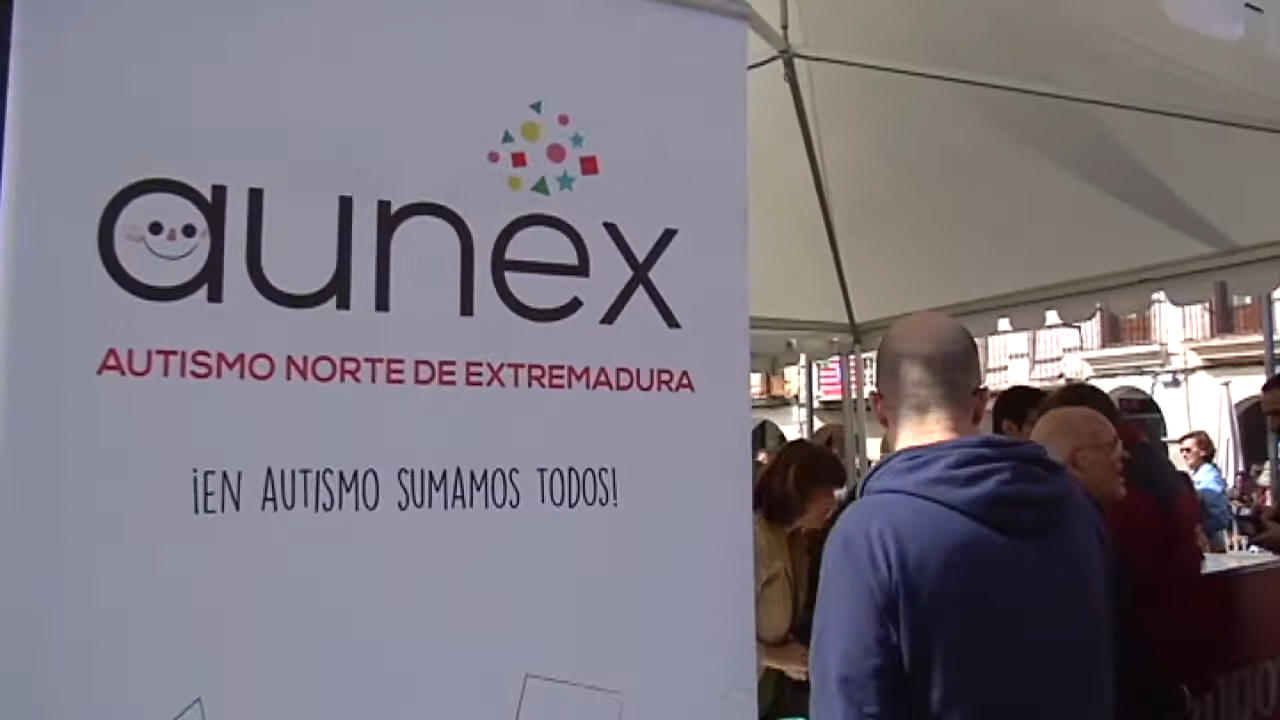 aunex
AUTISMO NORTE DE EXTREMADURA
¡EN AUTISMO SUMAMOS TODOS!